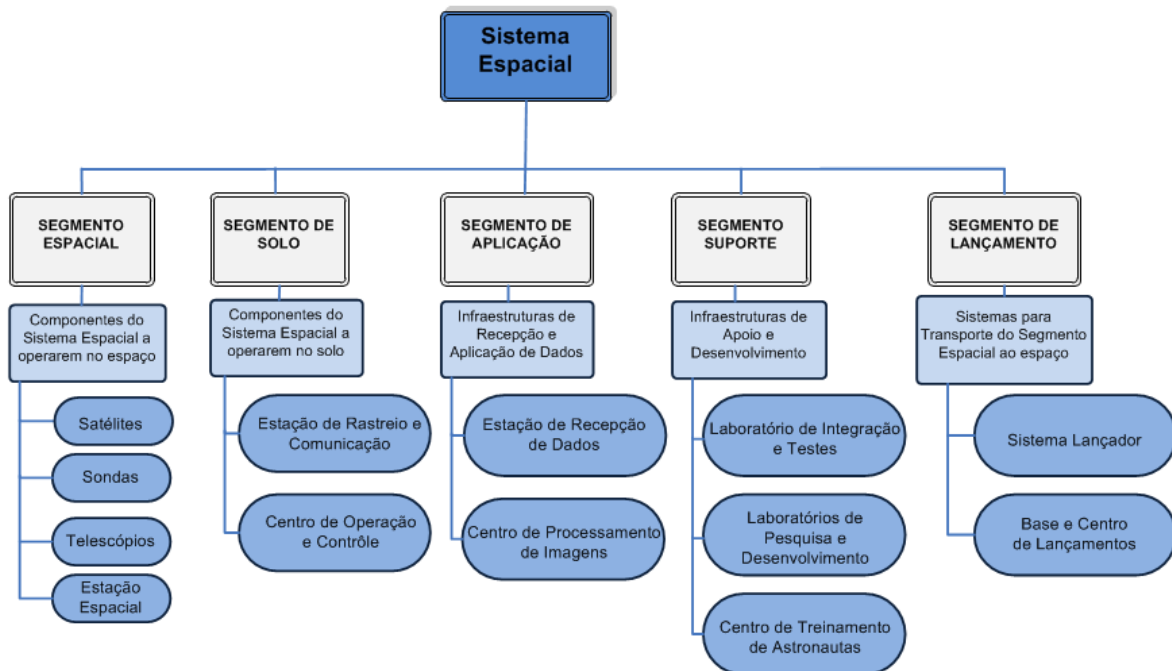 Sistema
Espacial
SEGMENTO
ESPACIAL
Componentes do
Sistema Espacial a
operarem no espaço
Satélites
Sondas
Telescópios
Estação
Espacial
SEGMENTO DE
SOLO
Componentes do
Sistema Espacial a
operarem no solo
Estação de Rastreio e
Comunicação
Centro de Operação
e Contrôle
SEGMENTO DE
APLICAÇÃO
Infraestruturas de
Recepção e
Aplicação de Dados
Estação de Recepção
de Dados
Centro de Processamento
de Imagens
SEGMENTO
SUPORTE
Infraestruturas de
Apoio e
Desenvolvimento
Laboratório de Integração
e Testes
Laboratórios de
Pesquisa e
Desenvolvimento
Centro de Treinamento
de Astronautas
SEGMENTO DE
LANÇAMENTO
Sistemas para
Transporte do Segmento
Espacial ao espaço
Sistema Lançador
Base e Centro
de Lançamentos